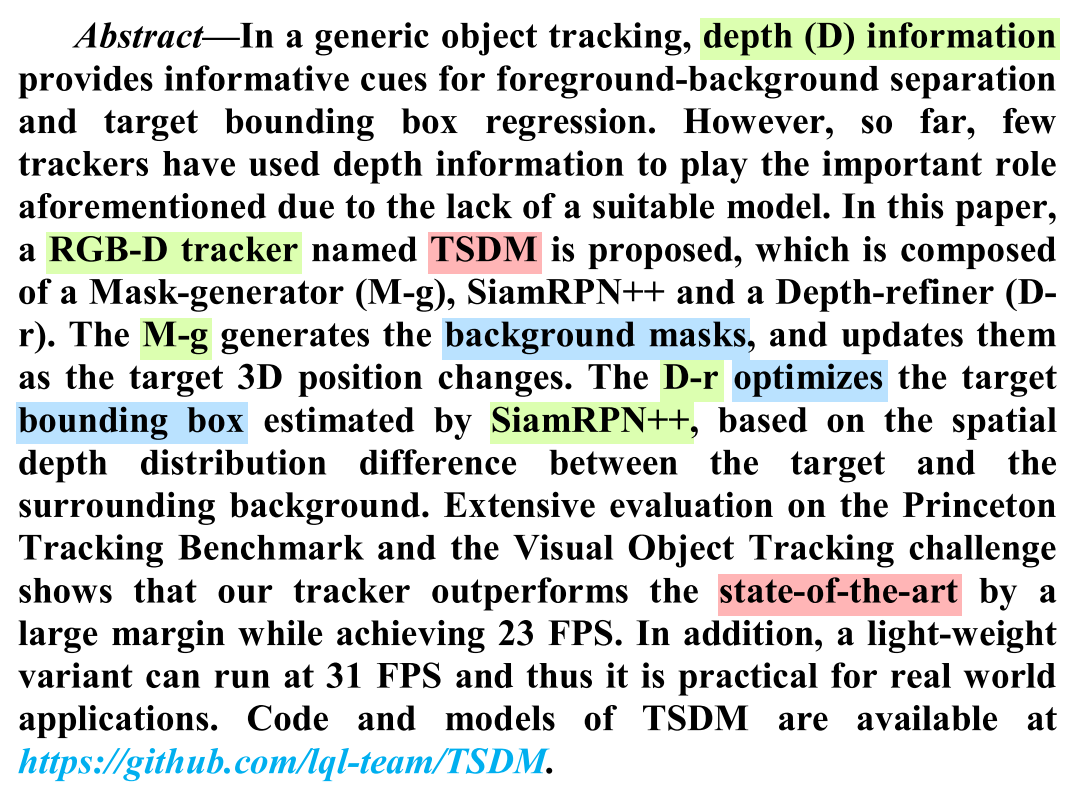 Abstract—In a generic object tracking, depth (D) information
provides informative cues for foreground-background separation
and target bounding box regression. However, so far, few
trackers have used depth information to play the important role
aforementioned due to the lack of a suitable model. In this paper,
a RGB-D tracker named TSDM is proposed, which is composed
of a Mask-generator (M-g), SiamRPN++ and a Depth-refiner (D-
r). The M-g generates the background masks, and updates them
as the target 3D position changes. The D-r optimizes the target
bounding box estimated by SiamRPN++, based on the spatial
depth distribution difference between the target and the
surrounding background. Extensive evaluation on the Princeton
Tracking Benchmark and the Visual Object Tracking challenge
shows that our tracker outperforms the state-of-the-art by a
large margin while achieving 23 FPS. In addition, a light-weight
variant can run at 31 FPS and thus it is practical for real world
applications. Code and models of TSDM are available at
https://github.com/lql-team/TSDM.